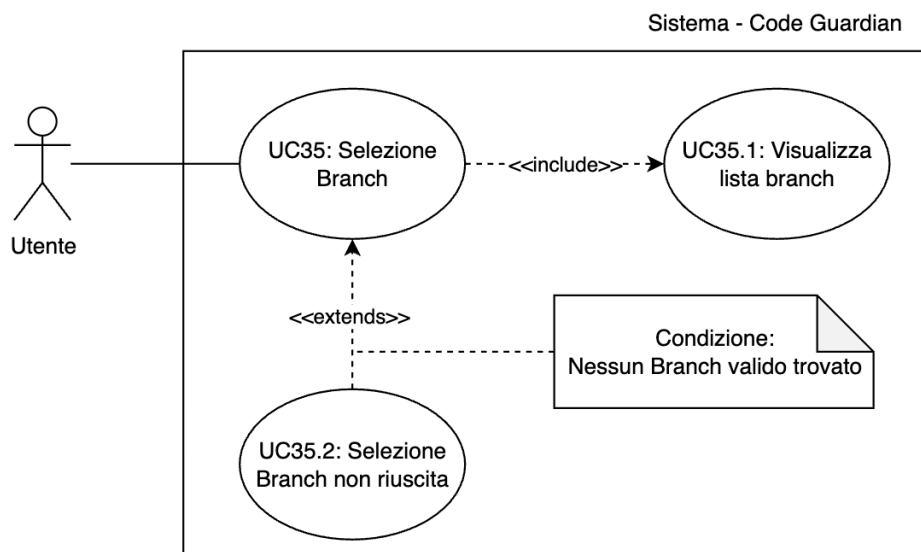 Sistema - Code Guardian
UC35: Selezione
Branch
<<include>>
UC35.1: Visualizza
lista branch
Utente
<<extends>>
Condizione:
Nessun Branch valido trovato
UC35.2: Selezione
Branch non riuscita